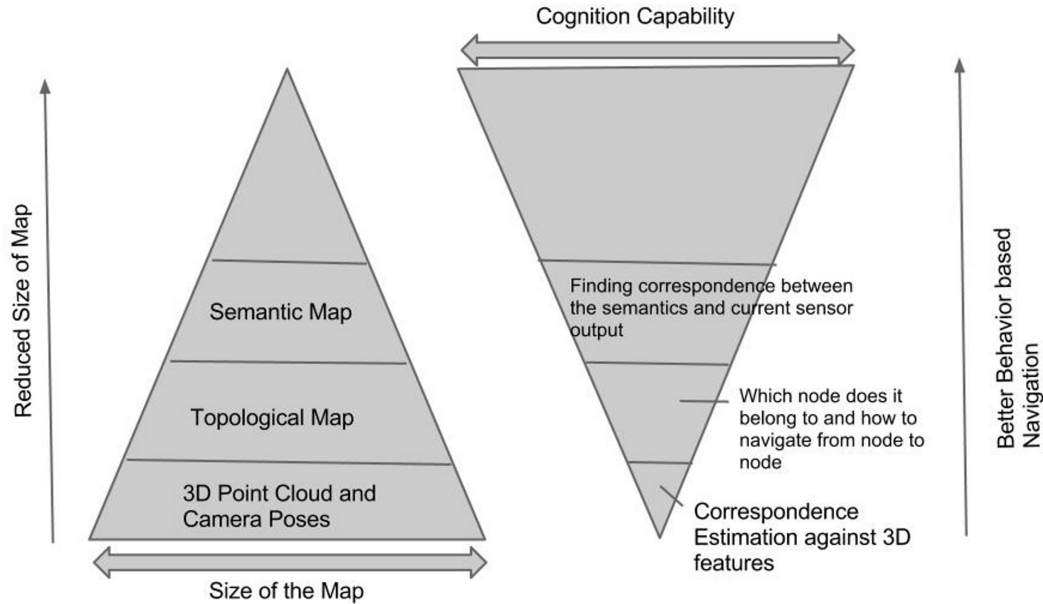 Cognition Capability
Reduced Size of Map
Semantic Map
Topological Map
3D Point Cloud and
Camera Poses
Size of the Map
Finding correspondence between
the semantics and current sensor
output
Which node does it
belong to and how to
navigate from node to
node
Correspondence
Estimation against 3D
features
Better Behavior based
Navigation